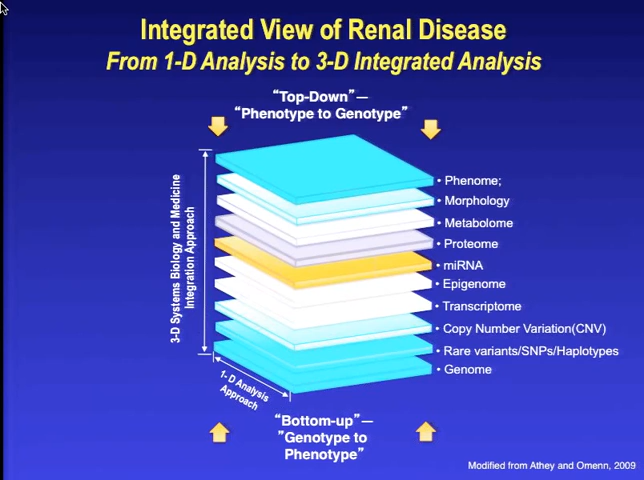 Integrated View of Renal Disease
From 1-D Analysis to 3-D Integrated Analysis
“Top-Down”—
“Phenotype to Genotype”
3-D Systems Biology and Medicine
Integration Approach
• Phenome;
• Morphology
• Metabolome
• Proteome
• miRNA
• Epigenome
• Transcriptome
• Copy Number Variation(CNV)
• Rare variants/SNPs/Haplotypes
• Genome
1- D Analysis
Approach
“Bottom-up”—
”Genotype to
Phenotype”
Modified from Athey and Omenn, 2009